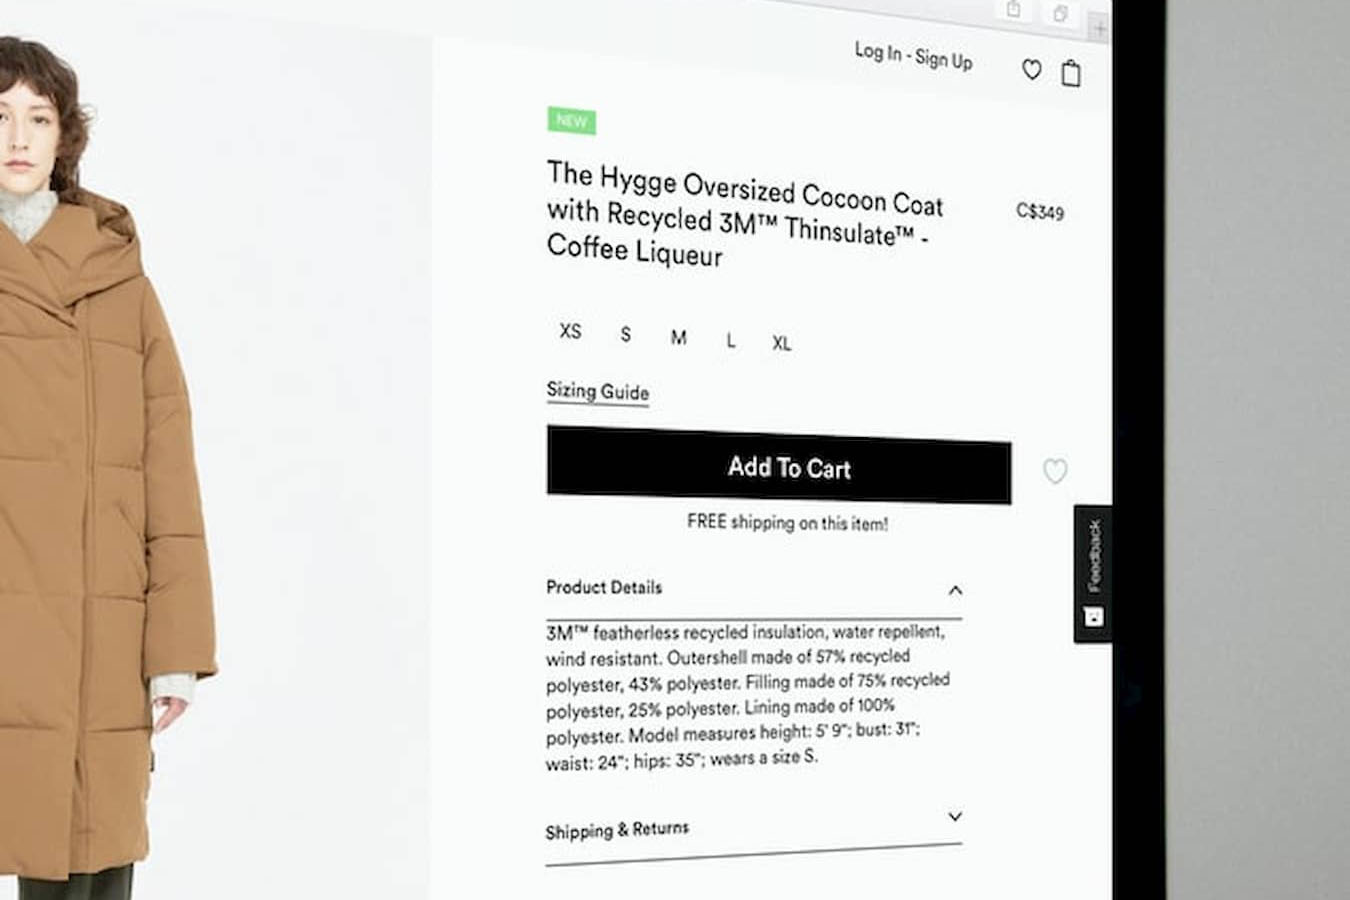 Log In - Sign Up
NEW
The Hygge Oversized Cocoon Coat
with Recycled 3M™ Thinsulate™ -
Coffee Liqueur
C$349
XS S M L XL
Sizing Guide
Add To Cart
FREE shipping on this item!
Feedback
Product Details
3M™ featherless recycled insulation, water repellent,
wind resistant. Outershell made of 57% recycled
polyester, 43% polyester. Filling made of 75% recycled
polyester, 25% polyester. Lining made of 100%
polyester. Model measures height: 5' 9"; bust: 31";
waist: 24"; hips: 35"; wears a size S.
Shipping & Returns